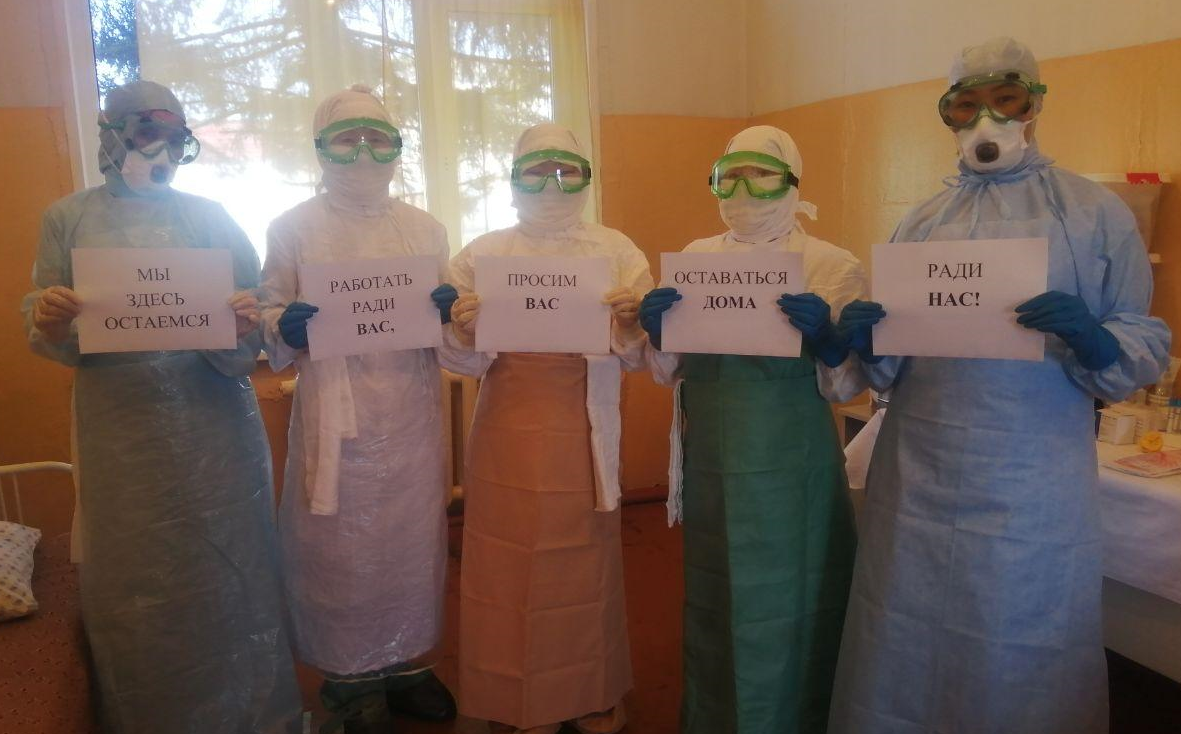 МЫ
ЗДЕСЬ
ОСТАЕМСЯ
РАБОТАТЬ
РАДИ
ВАС,
ПРОСИМ
ВАС
ОСТАВАТЬСЯ
ДОМА
РАДИ
НАС!